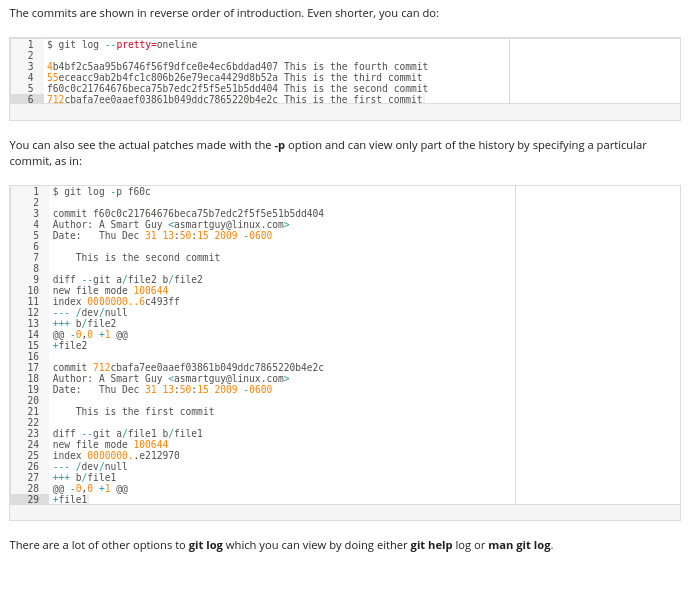 The commits are shown in reverse order of introduction. Even shorter, you can do:
1 $ git log --pretty=oneline
2
3 4b4bf2c5aa95b6746f56f9dfce0e4ec6bddad407 This is the fourth commit
4 55eceacc9ab2b4fc1c806b26e79eca4429d8b52a This is the third commit
5 f60c0c21764676beca75b7edc2f5f5e51b5dd404 This is the second commit
6 712cbafa7ee0aaef03861b049ddc7865220b4e2c This is the first commit
You can also see the actual patches made with the -p option and can view only part of the history by specifying a particular
commit, as in:
1 $ git log -p f60c
2
3 commit f60c0c21764676beca75b7edc2f5f5e51b5dd404
4 Author: A Smart Guy <asmartguy@linux.com>
5 Date:   Thu Dec 31 13:50:15 2009 -0600
6
7     This is the second commit
8
9 diff --git a/file2 b/file2
10 new file mode 100644
11 index 0000000..6c493ff
12 --- /dev/null
13 +++ b/file2
14 @@ -0,0 +1 @@
15 +file2
16
17 commit 712cbafa7ee0aaef03861b049ddc7865220b4e2c
18 Author: A Smart Guy <asmartguy@linux.com>
19 Date:   Thu Dec 31 13:50:15 2009 -0600
20
21     This is the first commit
22
23 diff --git a/file1 b/file1
24 new file mode 100644
25 index 0000000..e212970
26 --- /dev/null
27 +++ b/file1
28 @@ -0,0 +1 @@
29 +file1
There are a lot of other options to git log which you can view by doing either git help log or man git log.